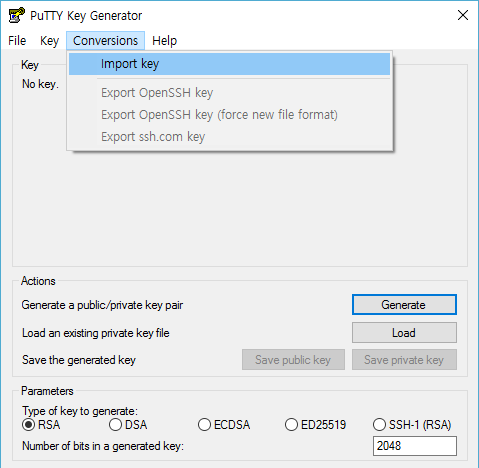 PuTTY Key Generator
File Key Conversions Help
Import key
Export OpenSSH key
Export OpenSSH key (force new file format)
Export ssh.com key
Key
No key.
Actions
Generate a public/private key pair
Generate
Load an existing private key file
Load
Save the generated key
Save public key
Save private key
Parameters
Type of key to generate:
RSA DSA ECDSA ED25519 SSH-1 (RSA)
Number of bits in a generated key:
2048